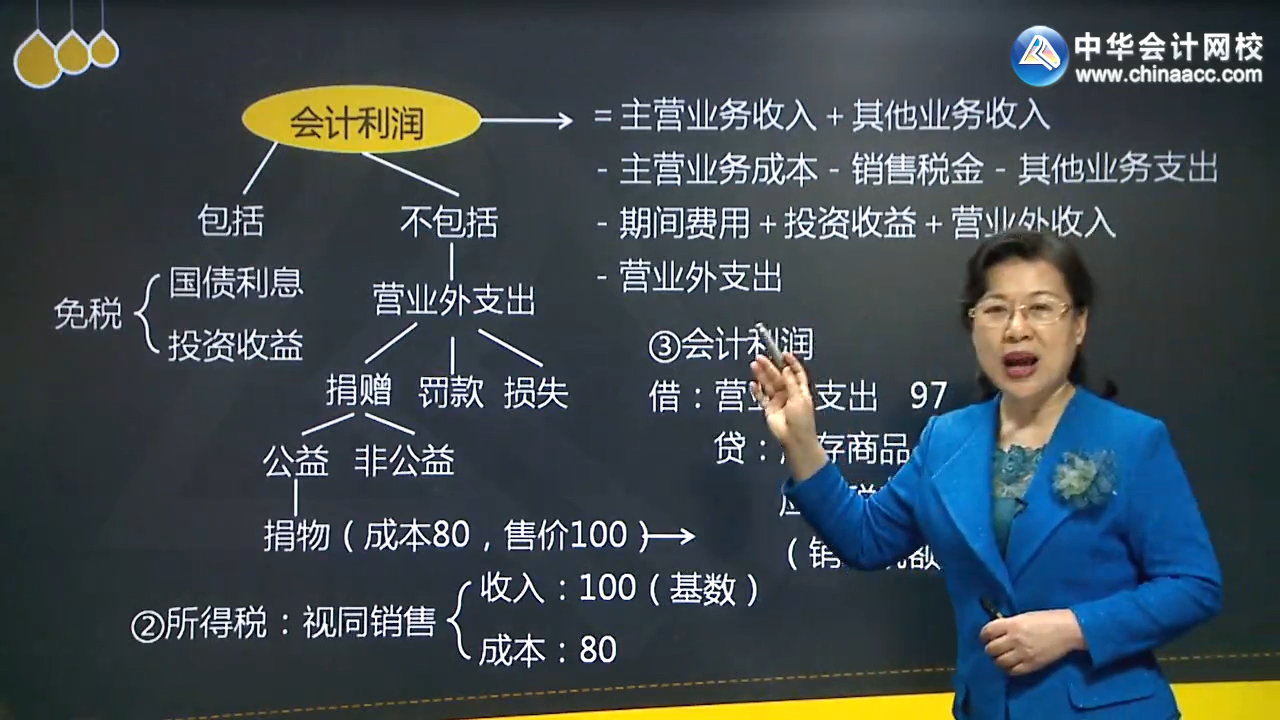 中华会计网校
www.chinaacc.com
会计利润
= 主营业务收入 + 其他业务收入
- 主营业务成本 - 销售税金 - 其他业务支出
- 期间费用 + 投资收益 + 营业外收入
- 营业外支出
包括
不包括
免税
国债利息
投资收益
营业外支出
捐赠 罚款 损失
公益 非公益
捐物（成本80，售价100）
②所得税：视同销售
收入：100（基数）
成本：80
③会计利润
借：营 支出 97
贷： 存商品
（销 额